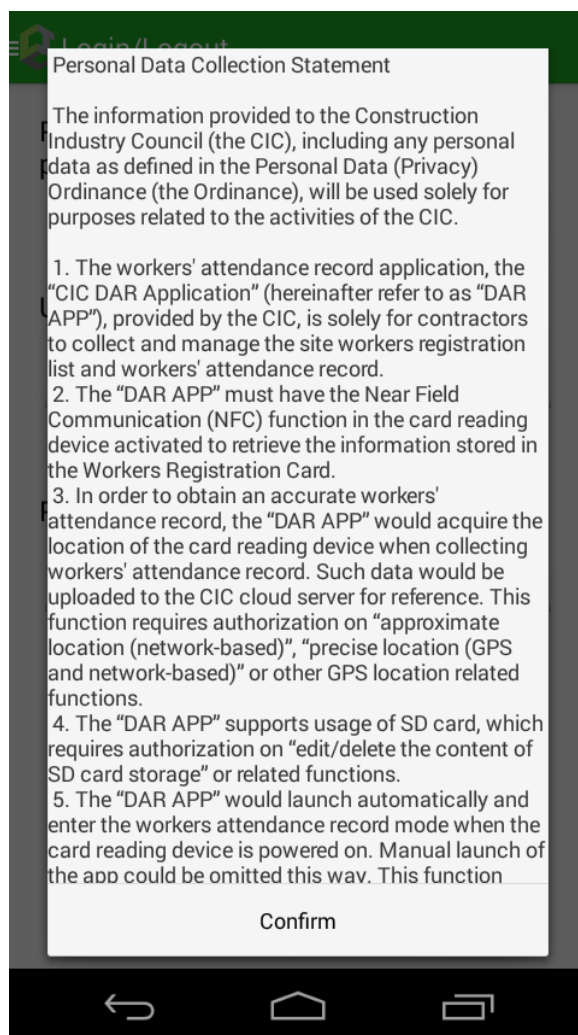 Login/Logout
Personal Data Collection Statement
The information provided to the Construction
Industry Council (the CIC), including any personal
data as defined in the Personal Data (Privacy)
Ordinance (the Ordinance), will be used solely for
purposes related to the activities of the CIC.
1. The workers' attendance record application, the
“CIC DAR Application” (hereinafter refer to as “DAR
APP”), provided by the CIC, is solely for contractors
to collect and manage the site workers registration
list and workers' attendance record.
2. The “DAR APP” must have the Near Field
Communication (NFC) function in the card reading
device activated to retrieve the information stored in
the Workers Registration Card.
3. In order to obtain an accurate workers'
attendance record, the “DAR APP” would acquire the
location of the card reading device when collecting
workers' attendance record. Such data would be
uploaded to the CIC cloud server for reference. This
function requires authorization on “approximate
location (network-based)”, “precise location (GPS
and network-based)” or other GPS location related
functions.
4. The “DAR APP” supports usage of SD card, which
requires authorization on “edit/delete the content of
SD card storage” or related functions.
5. The “DAR APP” would launch automatically and
enter the workers attendance record mode when the
card reading device is powered on. Manual launch of
the app could be omitted this way. This function
Confirm